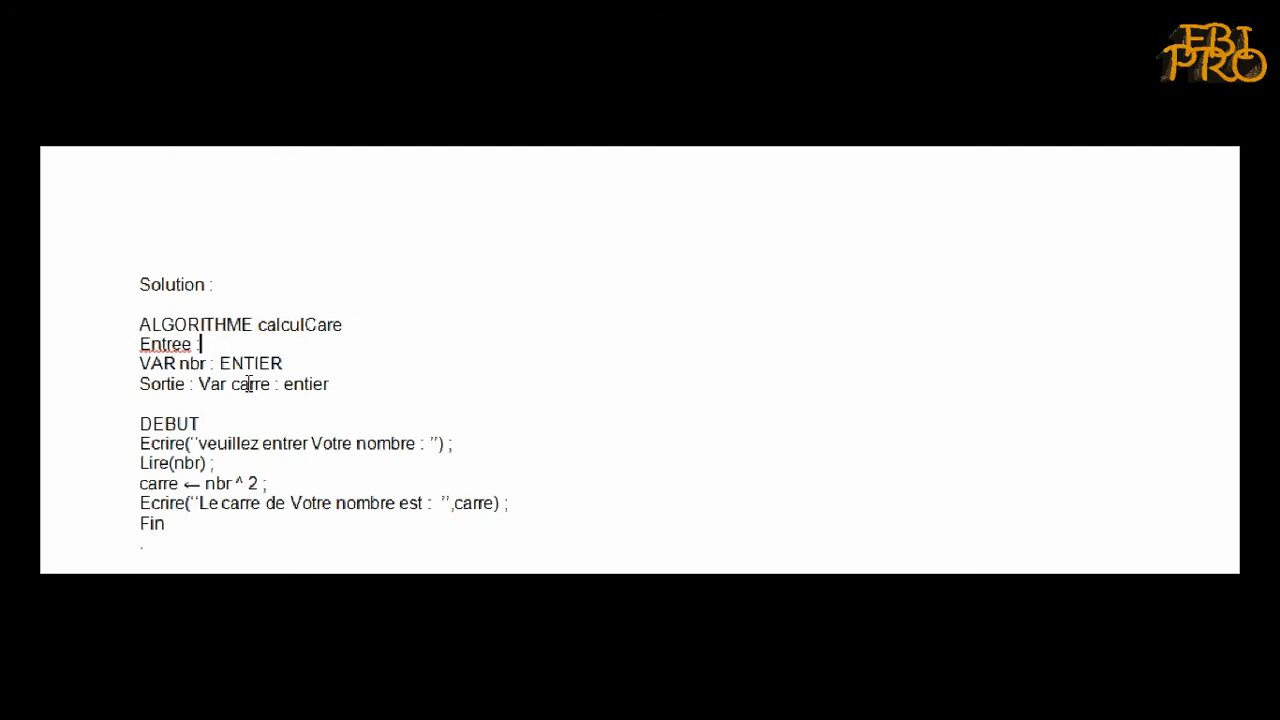 FBI
PRO
Solution :
ALGORITHME calculCare
Entree :
VAR nbr : ENTIER
Sortie : Var carre : entier
DEBUT
Ecrire(‘‘veuillez entrer Votre nombre : ’’) ;
Lire(nbr) ;
carre ← nbr ^ 2 ;
Ecrire(‘‘Le carre de Votre nombre est :  ’’,carre) ;
Fin
.